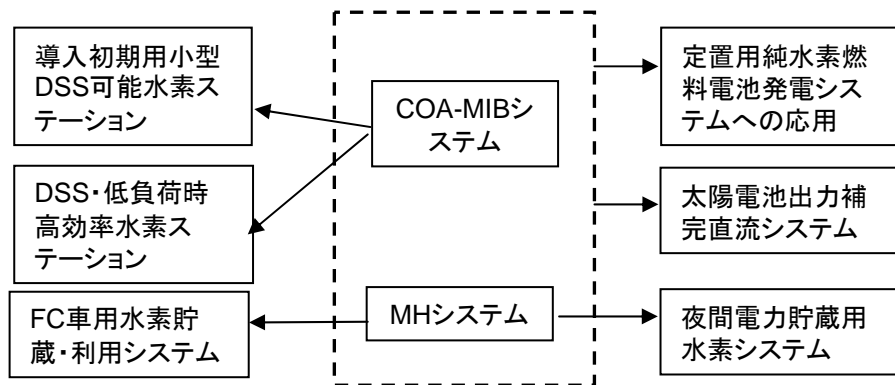 導入初期用小型
DSS可能水素ス
テーション
DSS・低負荷時
高効率水素ス
テーション
FC車用水素貯
蔵・利用システム
COA-MIBシ
ステム
MHシステム
定置用純水素燃
料電池発電シス
テムへの応用
太陽電池出力補
完直流システム
夜間電力貯蔵用
水素システム